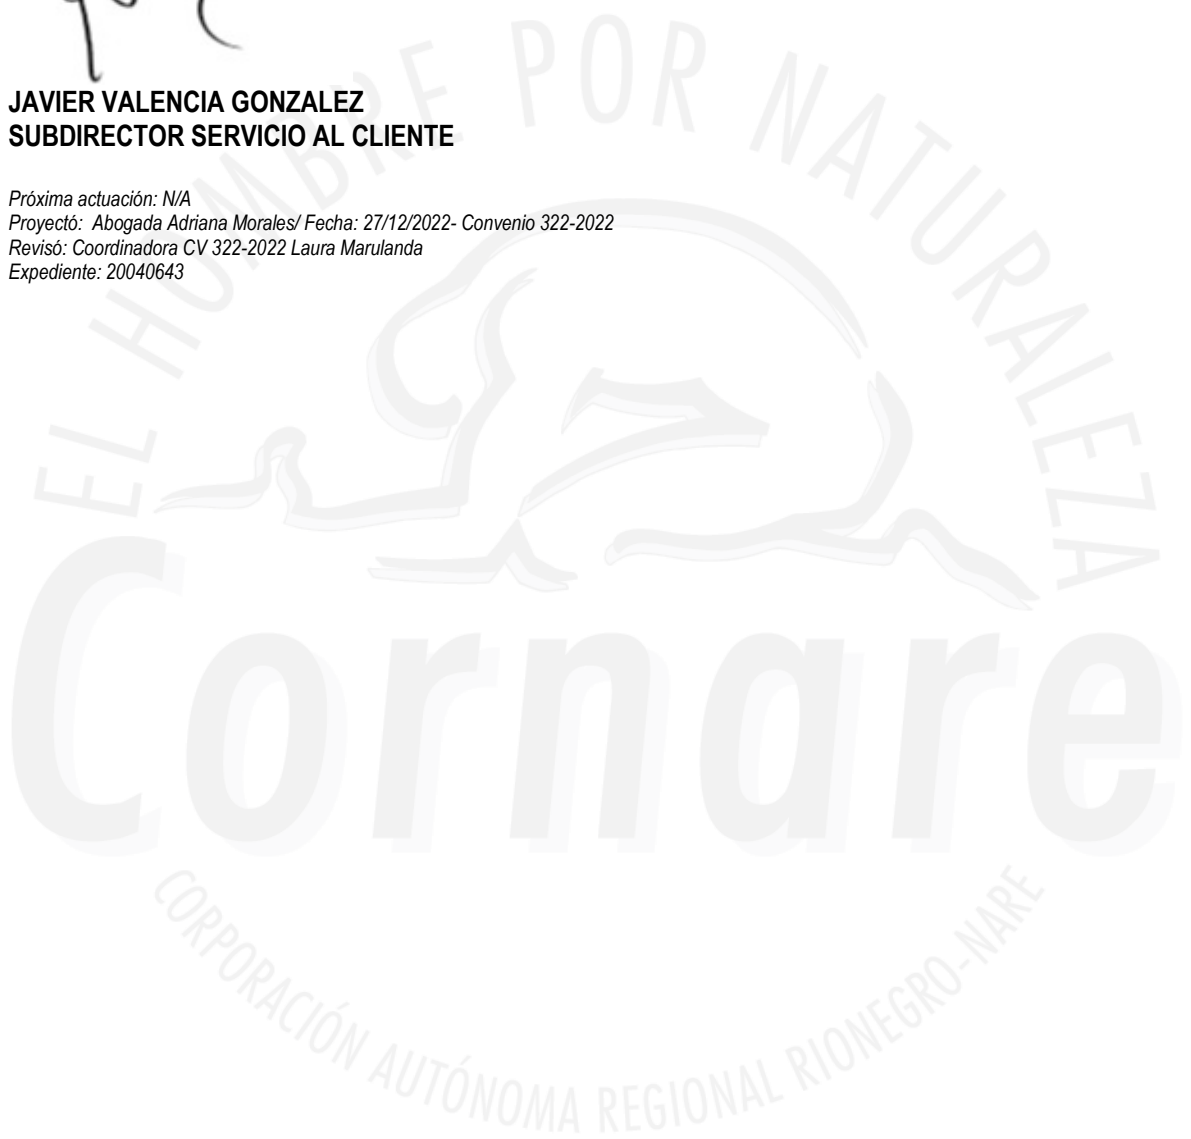 JAVIER VALENCIA GONZALEZ
SUBDIRECTOR SERVICIO AL CLIENTE
Próxima actuación: N/A
Proyectó: Abogada Adriana Morales/ Fecha: 27/12/2022- Convenio 322-2022
Revisó: Coordinadora CV 322-2022 Laura Marulanda
Expediente: 20040643
EL HOMBRE POR NATURALEZA
Cornare
CORPORACIÓN AUTÓNOMA REGIONAL RIONEGRO-NARE